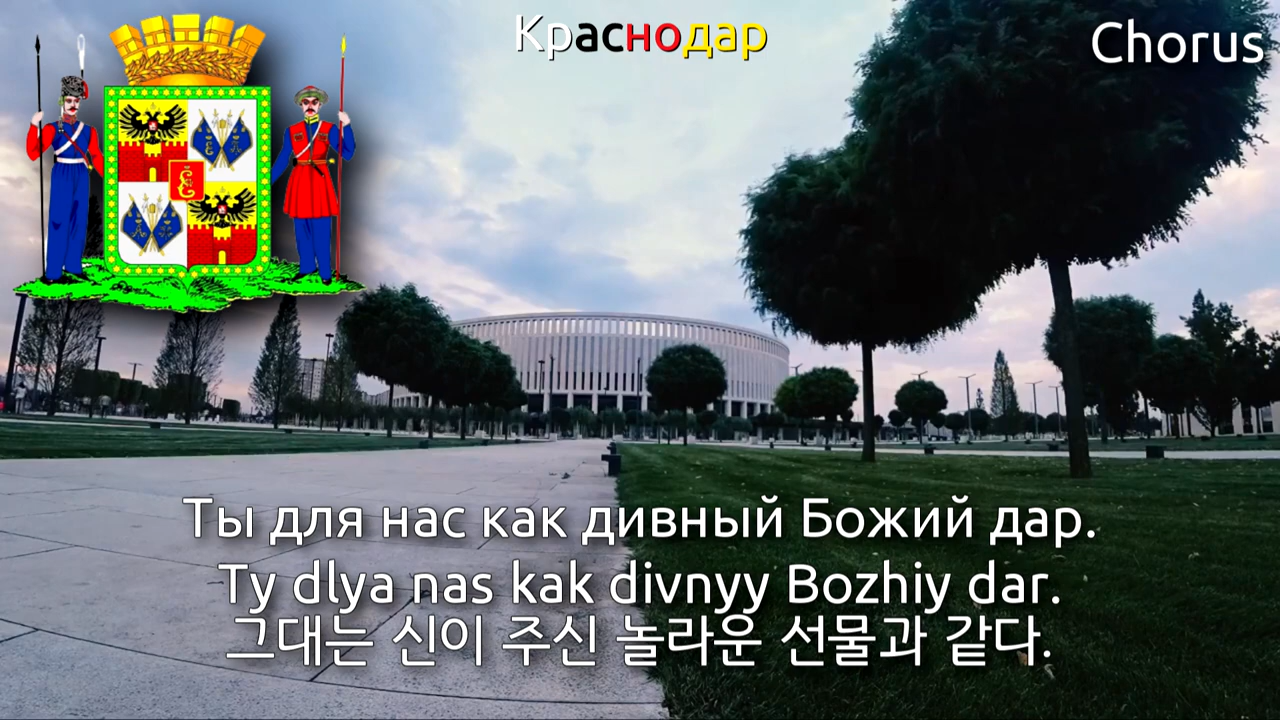 Краснодар
Chorus
Ты для нас как дивный Божий дар.
Ty dlya nas kak divnyy Bozhiy dar.
그대는 신이 주신 놀라운 선물과 같다.